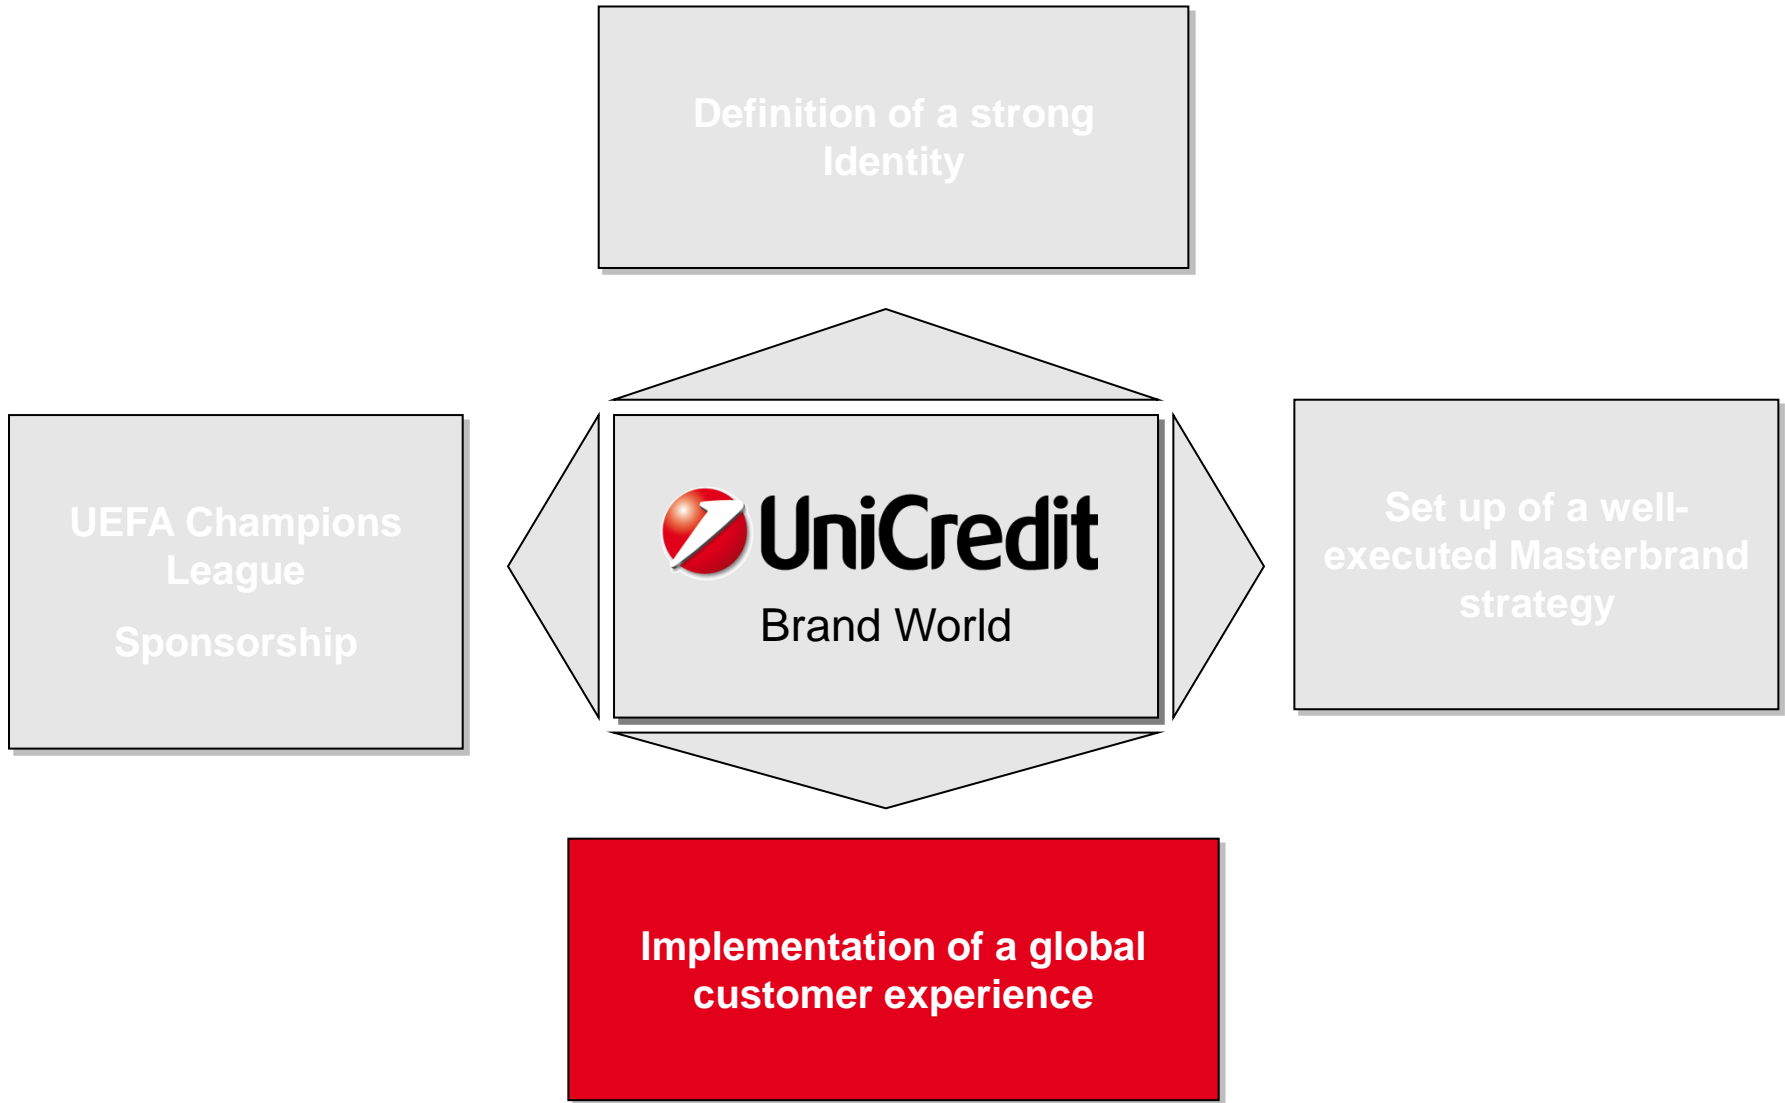 Definition of a strong
Identity
UEFA Champions
League
Sponsorship
UniCredit
Brand World
Set up of a well-
executed Masterbrand
strategy
Implementation of a global
customer experience